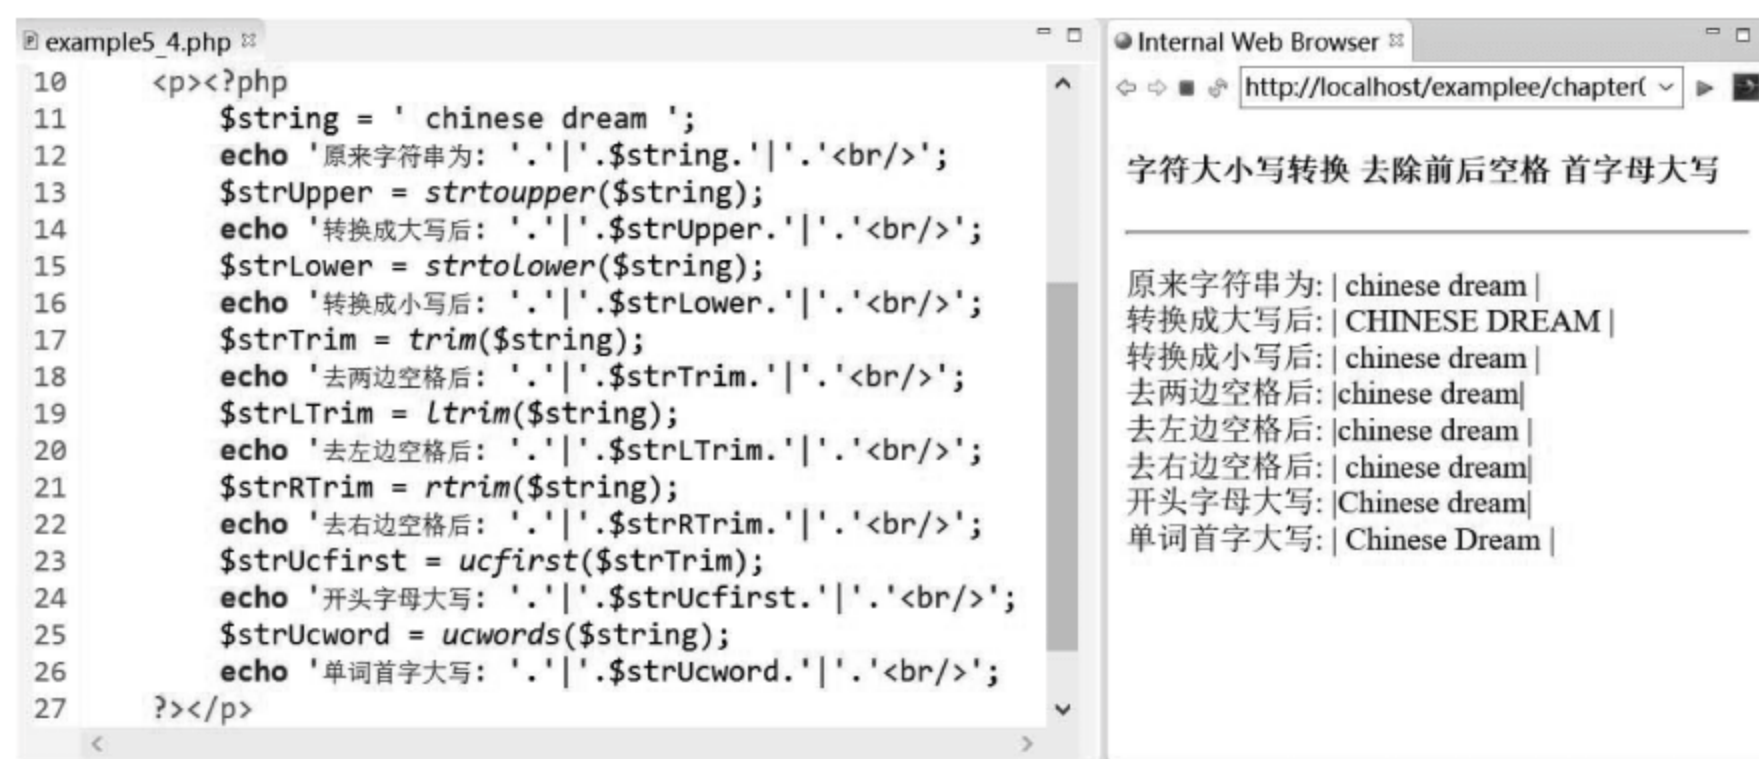 example5_4.php
10 <p><?php
11 $string = ' chinese dream ';
12 echo '原来字符串为: '.'|'.$string.'|'.'<br/>';
13 $strUpper = strtoupper($string);
14 echo '转换成大写后: '.'|'.$strUpper.'|'.'<br/>';
15 $strLower = strtolower($string);
16 echo '转换成小写后: '.'|'.$strLower.'|'.'<br/>';
17 $strTrim = trim($string);
18 echo '去两边空格后: '.'|'.$strTrim.'|'.'<br/>';
19 $strLTrim = ltrim($string);
20 echo '去左边空格后: '.'|'.$strLTrim.'|'.'<br/>';
21 $strRTrim = rtrim($string);
22 echo '去右边空格后: '.'|'.$strRTrim.'|'.'<br/>';
23 $strUcfirst = ucfirst($strTrim);
24 echo '开头字母大写: '.'|'.$strUcfirst.'|'.'<br/>';
25 $strUcword = ucwords($string);
26 echo '单词首字大写: '.'|'.$strUcword.'|'.'<br/>';
27 ?></p>
Internal Web Browser
http://localhost/examplee/chapter(
字符大小写转换 去除前后空格 首字母大写
原来字符串为: | chinese dream |
转换成大写后: | CHINESE DREAM |
转换成小写后: | chinese dream |
去两边空格后: |chinese dream|
去左边空格后: |chinese dream |
去右边空格后: | chinese dream|
开头字母大写: |Chinese dream|
单词首字大写: | Chinese Dream |